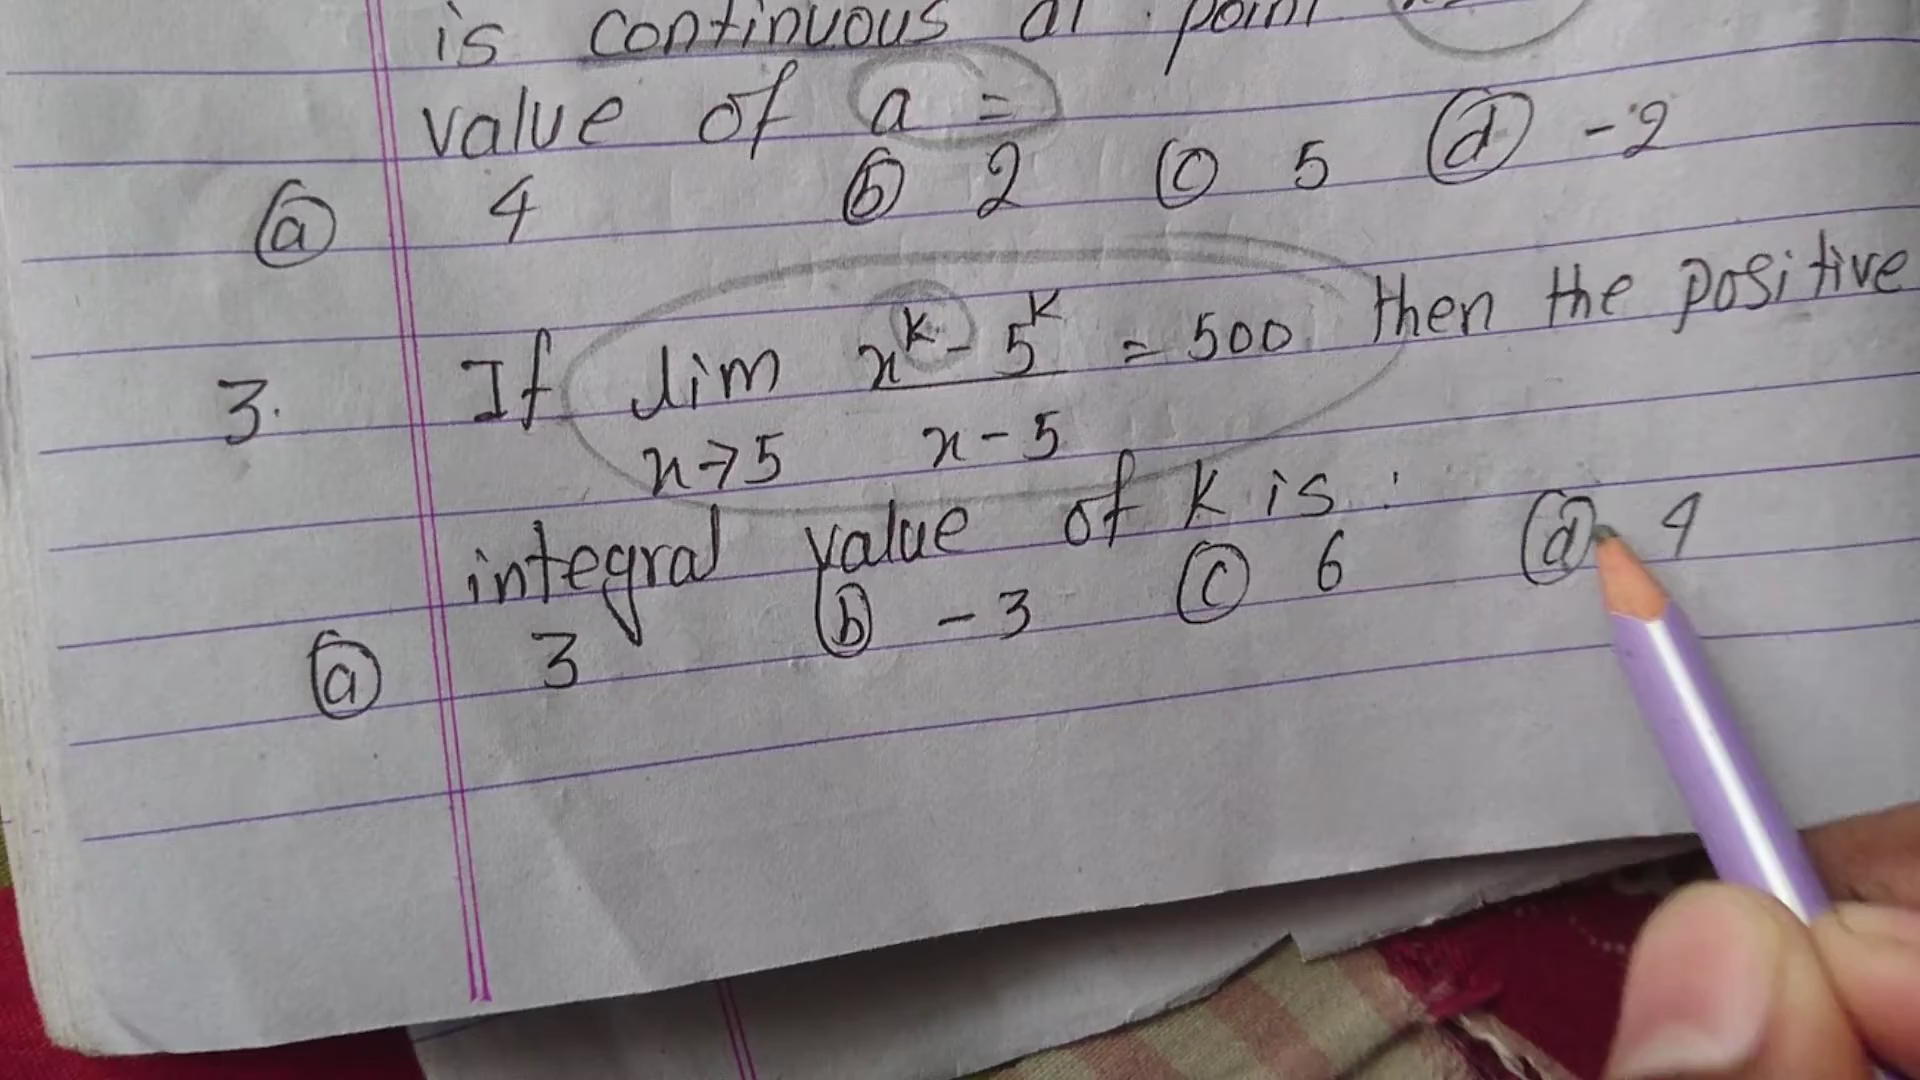 is continuous at point
value of a =
(a) 4 (b) 2 (c) 5 (d) -2
3. If lim x→5 (x^k - 5^k)/(x - 5) = 500 then the positive
integral value of k is :
(a) 3 (b) -3 (c) 6 (d) 4